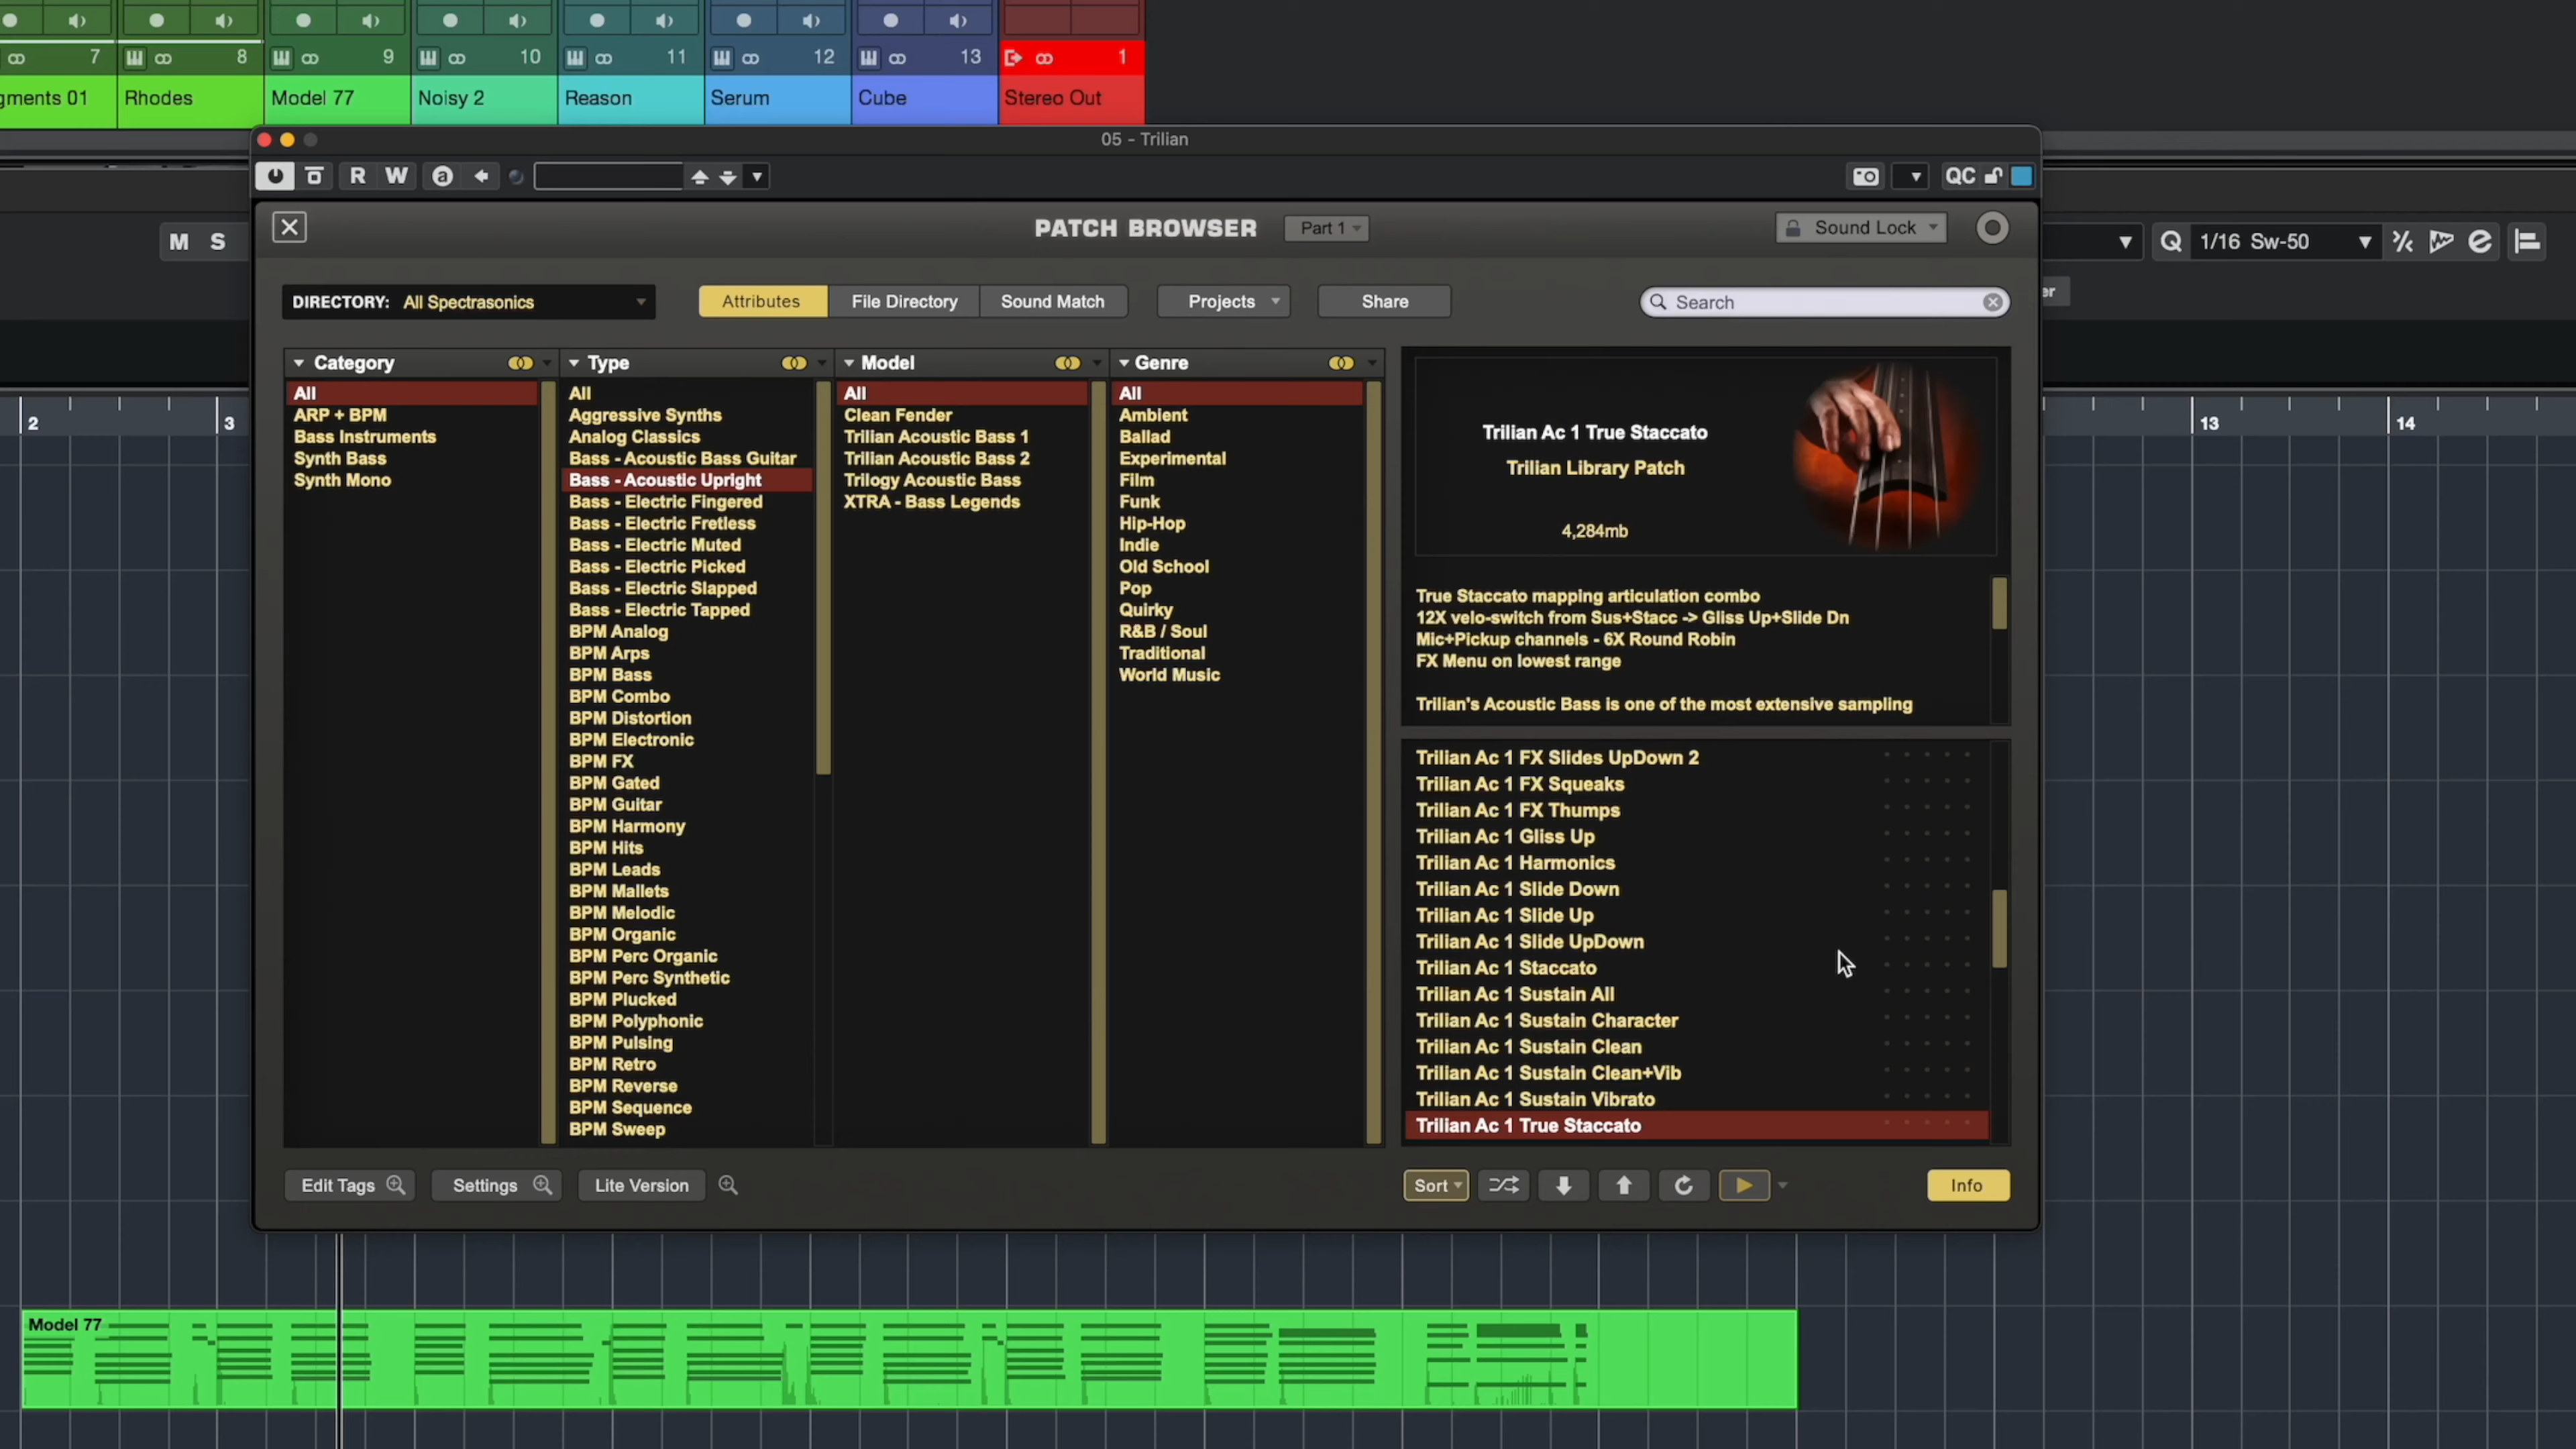 7 8 9 10 11 12 13 1
gments 01 Rhodes Model 77 Noisy 2 Reason Serum Cube Stereo Out
05 - Trilian
R W a QC
PATCH BROWSER Part 1 Sound Lock
M S Q 1/16 Sw-50
er
DIRECTORY: All Spectrasonics Attributes File Directory Sound Match Projects Share Search
2 3 13 14
Category
All
ARP + BPM
Bass Instruments
Synth Bass
Synth Mono
Type
All
Aggressive Synths
Analog Classics
Bass - Acoustic Bass Guitar
Bass - Acoustic Upright
Bass - Electric Fingered
Bass - Electric Fretless
Bass - Electric Muted
Bass - Electric Picked
Bass - Electric Slapped
Bass - Electric Tapped
BPM Analog
BPM Arps
BPM Bass
BPM Combo
BPM Distortion
BPM Electronic
BPM FX
BPM Gated
BPM Guitar
BPM Harmony
BPM Hits
BPM Leads
BPM Mallets
BPM Melodic
BPM Organic
BPM Perc Organic
BPM Perc Synthetic
BPM Plucked
BPM Polyphonic
BPM Pulsing
BPM Retro
BPM Reverse
BPM Sequence
BPM Sweep
Model
All
Clean Fender
Trilian Acoustic Bass 1
Trilian Acoustic Bass 2
Trilogy Acoustic Bass
XTRA - Bass Legends
Genre
All
Ambient
Ballad
Experimental
Film
Funk
Hip-Hop
Indie
Old School
Pop
Quirky
R&B / Soul
Traditional
World Music
Trilian Ac 1 True Staccato
Trilian Library Patch
4,284mb
True Staccato mapping articulation combo
12X velo-switch from Sus+Stacc -> Gliss Up+Slide Dn
Mic+Pickup channels - 6X Round Robin
FX Menu on lowest range
Trilian's Acoustic Bass is one of the most extensive sampling
Trilian Ac 1 FX Slides UpDown 2
Trilian Ac 1 FX Squeaks
Trilian Ac 1 FX Thumps
Trilian Ac 1 Gliss Up
Trilian Ac 1 Harmonics
Trilian Ac 1 Slide Down
Trilian Ac 1 Slide Up
Trilian Ac 1 Slide UpDown
Trilian Ac 1 Staccato
Trilian Ac 1 Sustain All
Trilian Ac 1 Sustain Character
Trilian Ac 1 Sustain Clean
Trilian Ac 1 Sustain Clean+Vib
Trilian Ac 1 Sustain Vibrato
Trilian Ac 1 True Staccato
Edit Tags Settings Lite Version Sort Info
Model 77